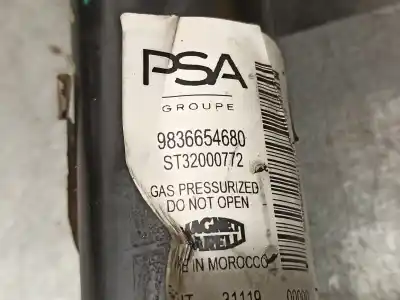 PSA
GROUPE
9836654680
ST32000772
GAS PRESSURIZED
DO NOT OPEN
MAGNETI
MARELLI
IN MOROCCO
31119